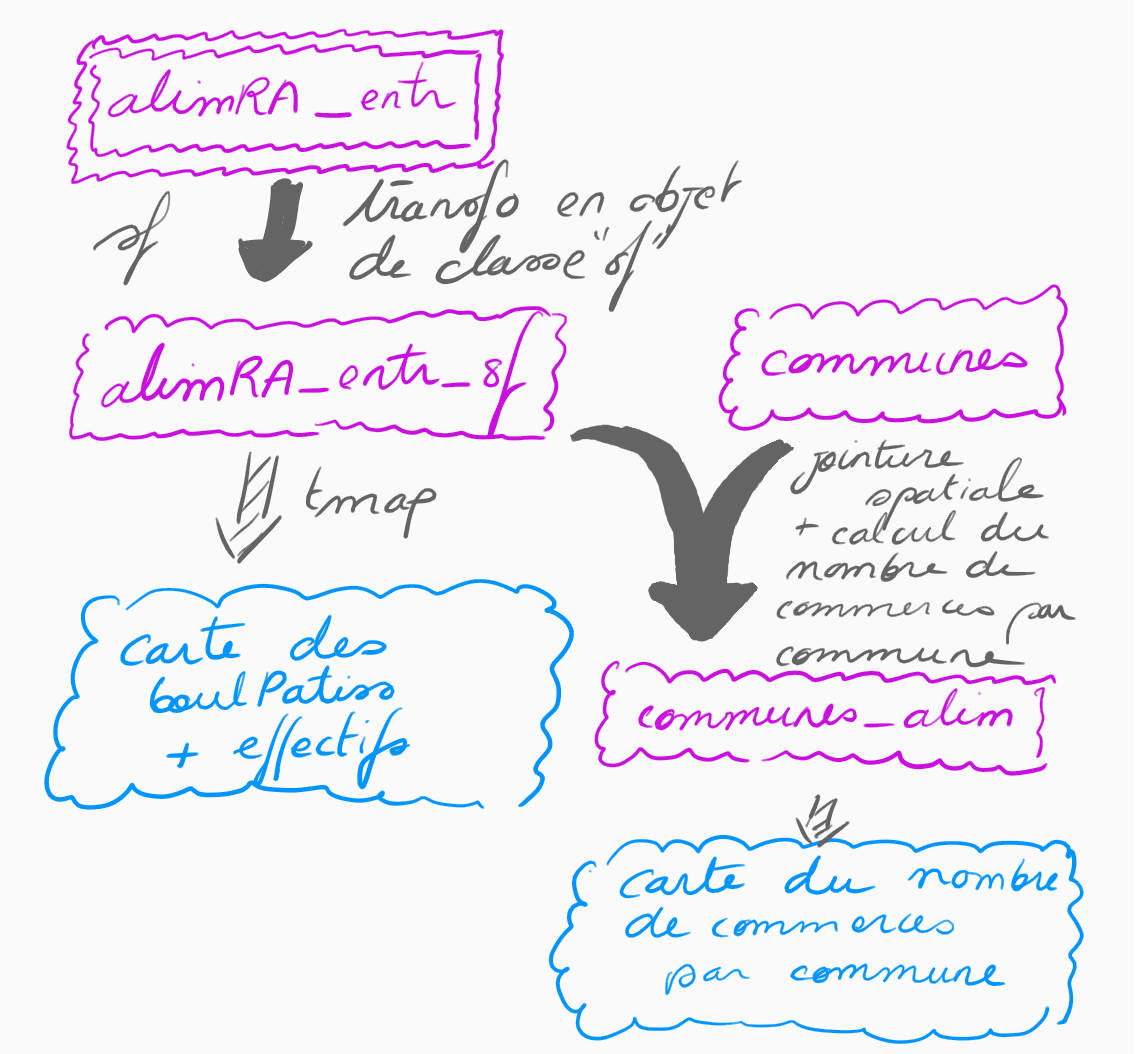 alimRA_entr
sf
transfo en objet
de classe "sf"
alimRA_entr_sf
communes
tmap
jointure
spatiale
+ calcul du
nombre de
commerces par
commune
carte des
boulPatiss
+ effectifs
communes_alim
carte du nombre
de commerces
par commune